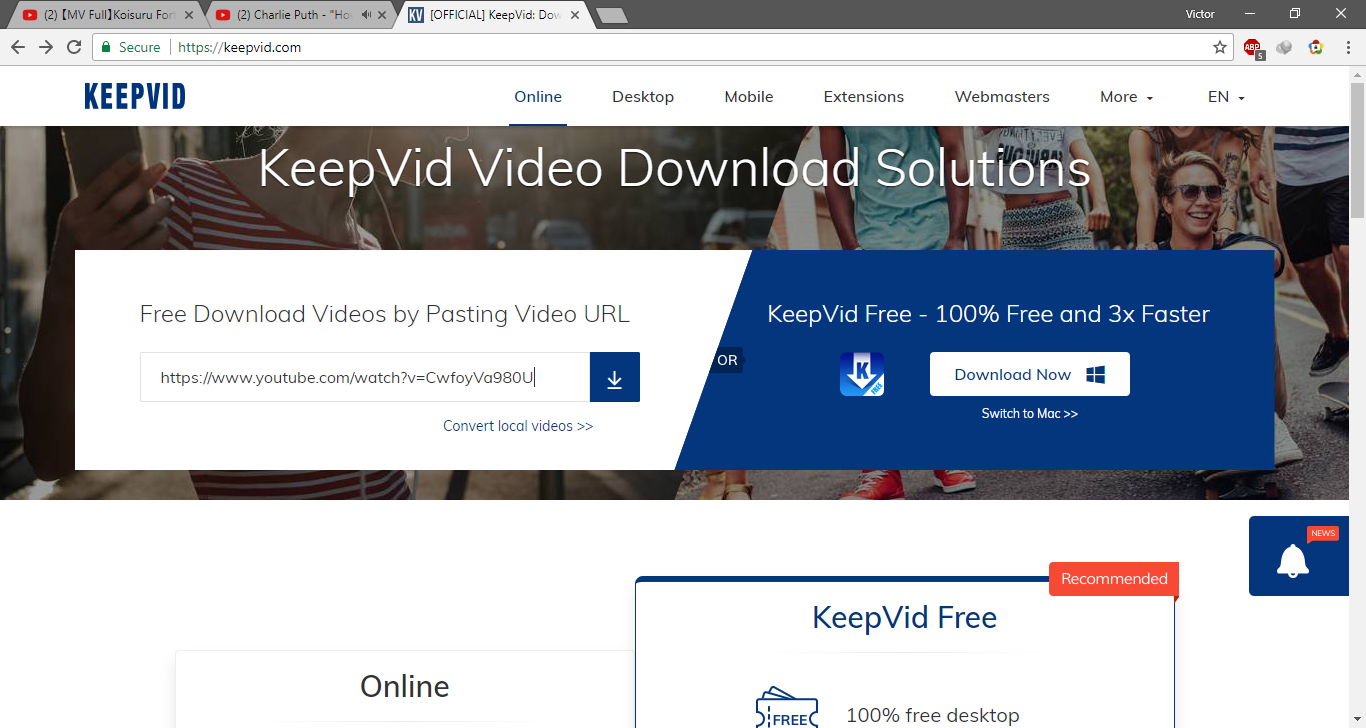 (2) 【MV Full】Koisuru For
(2) Charlie Puth - "Ho
[OFFICIAL] KeepVid: Dow
Victor
Secure
https://keepvid.com
ABP
5
KEEPVID
Online
Desktop
Mobile
Extensions
Webmasters
More
EN
KeepVid Video Download Solutions
Free Download Videos by Pasting Video URL
https://www.youtube.com/watch?v=CwfoyVa980U
Convert local videos >>
OR
KeepVid Free - 100% Free and 3x Faster
K
FREE
Download Now
Switch to Mac >>
NEWS
Recommended
KeepVid Free
Online
FREE
100% free desktop